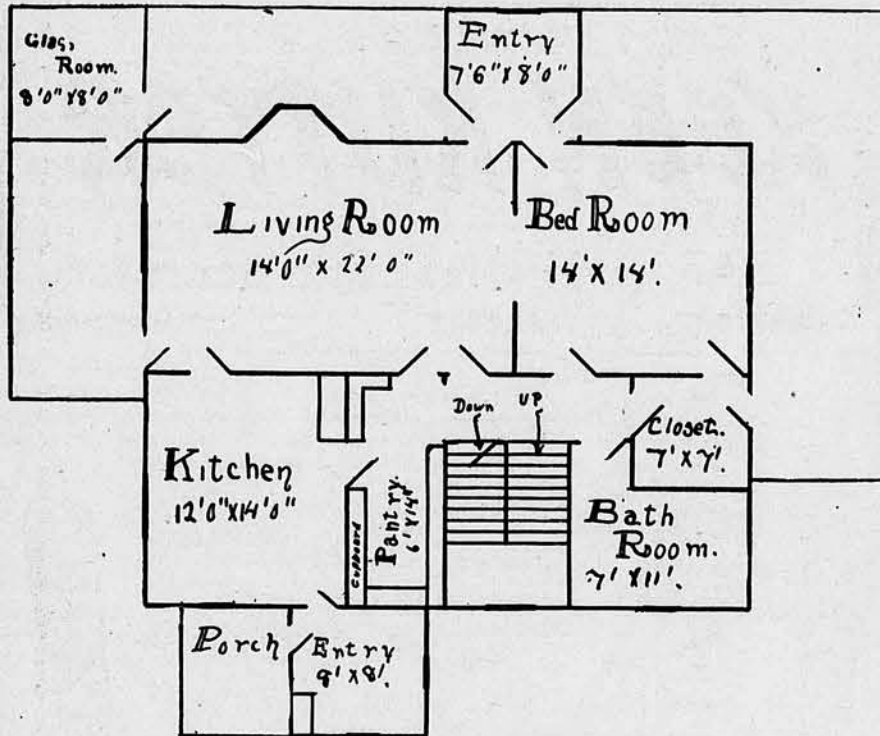 Glass
Room.
8'0" x 8'0"
Entry
7'6" x 8'0"
Living Room
14'0" x 22' 0"
Bed Room
14' x 14'.
Down
UP
Closet.
7' x 7'.
Kitchen
12'0" x 14'0"
Cupboard
Pantry
6' x 14'
Bath
Room.
7' x 11'.
Porch
Entry
8' x 8'.